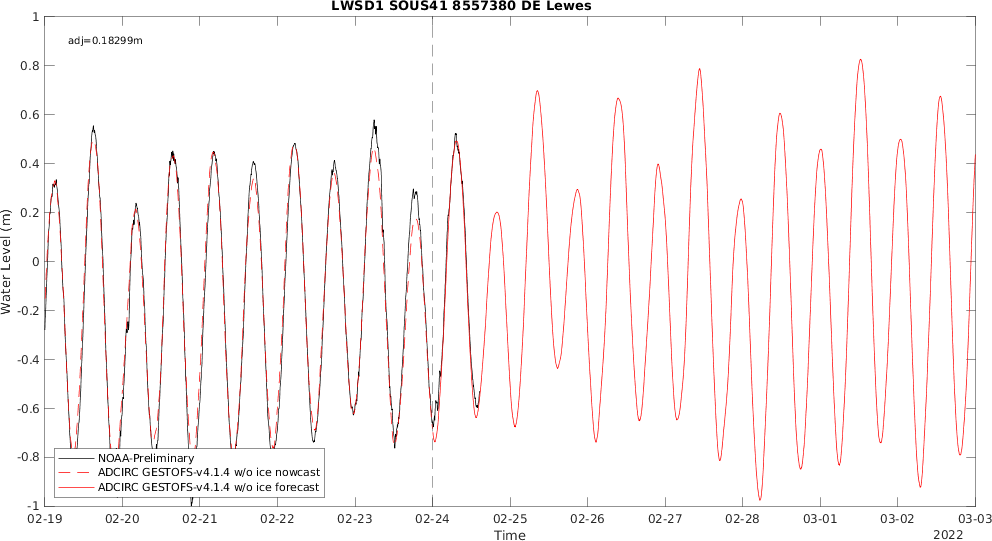 LWSD1 SOUS41 8557380 DE Lewes
adj=0.18299m
Water Level (m)
1
0.8
0.6
0.4
0.2
0
-0.2
-0.4
-0.6
-0.8
-1
NOAA-Preliminary
ADCIRC GESTOFS-v4.1.4 w/o ice nowcast
ADCIRC GESTOFS-v4.1.4 w/o ice forecast
02-19 02-20 02-21 02-22 02-23 02-24 02-25 02-26 02-27 02-28 03-01 03-02 03-03
Time
2022